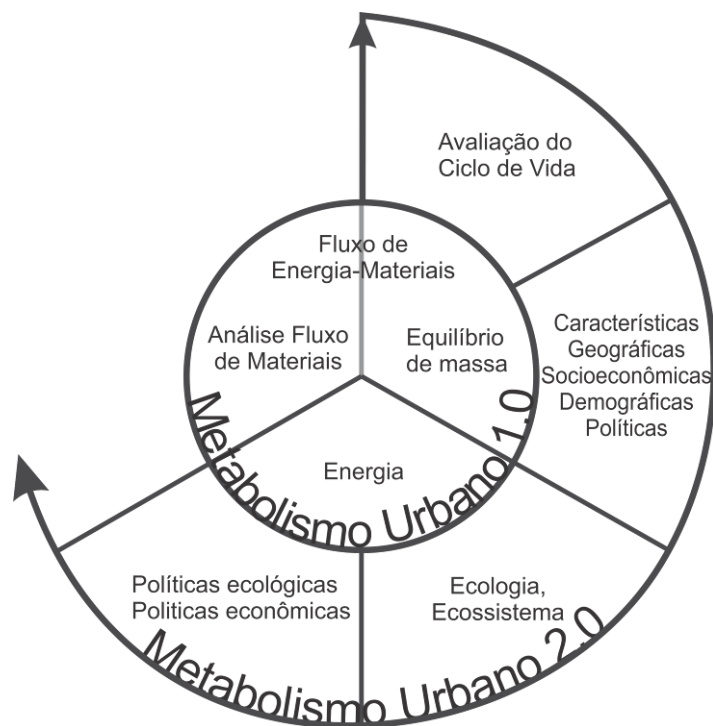 Avaliação do
Ciclo de Vida
Fluxo de
Energia-Materiais
Análise Fluxo
de Materiais
Equilíbrio
de massa
Características
Geográficas
Socioeconômicas
Demográficas
Políticas
Energia
Metabolismo Urbano 1.0
Políticas ecológicas
Politicas econômicas
Ecologia,
Ecossistema
Metabolismo Urbano 2.0